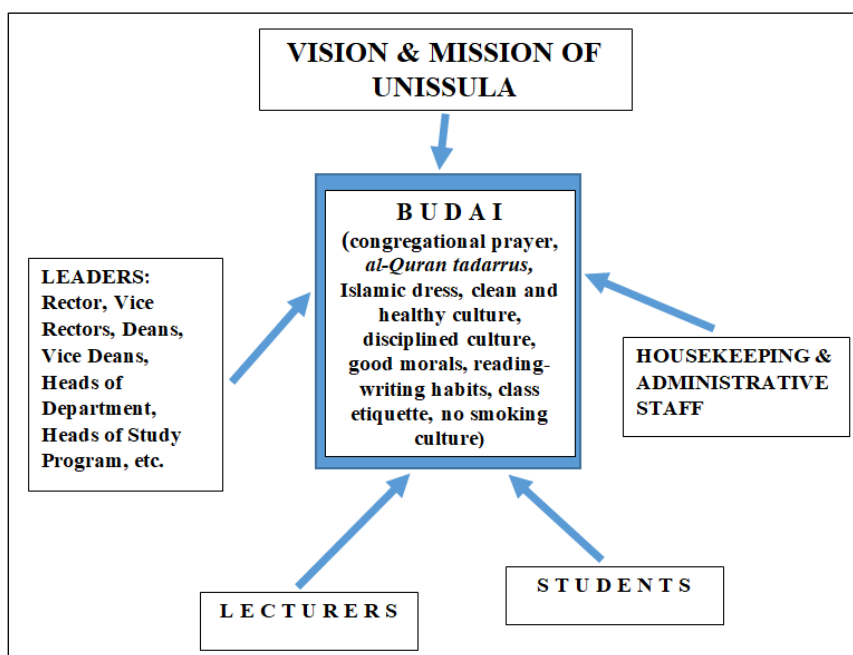 VISION & MISSION OF
UNISSULA
B U D A I
(congregational prayer,
al-Quran tadarrus,
Islamic dress, clean and
healthy culture,
disciplined culture,
good morals, reading-
writing habits, class
etiquette, no smoking
culture)
LEADERS:
Rector, Vice
Rectors, Deans,
Vice Deans,
Heads of
Department,
Heads of Study
Program, etc.
HOUSEKEEPING &
ADMINISTRATIVE
STAFF
L E C T U R E R S
S T U D E N T S